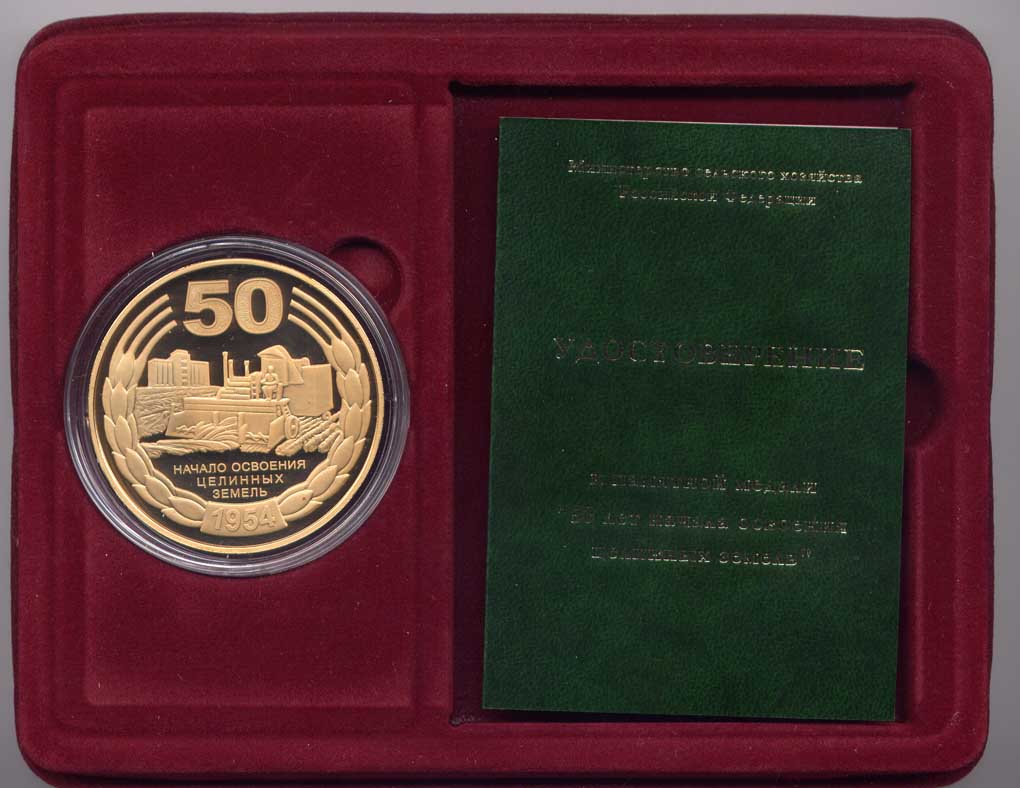 50
НАЧАЛО ОСВОЕНИЯ
ЦЕЛИННЫХ
ЗЕМЕЛЬ
1954
Министерство сельского хозяйства
Российской Федерации
УДОСТОВЕРЕНИЕ
к памятной медали
"50 лет начала освоения
целинных земель"